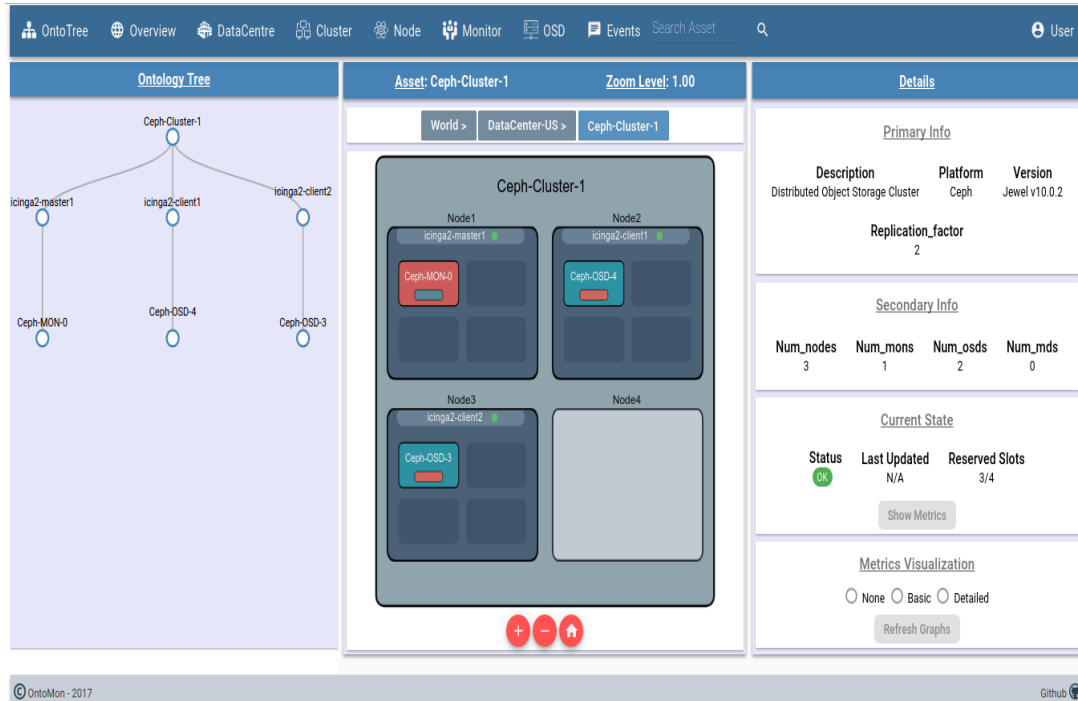 OntoTree Overview DataCentre Cluster Node Monitor OSD Events Search Asset User
Ontology Tree
Ceph-Cluster-1
icinga2-master1 icinga2-client1 icinga2-client2
Ceph-MON-0 Ceph-OSD-4 Ceph-OSD-3
Asset: Ceph-Cluster-1 Zoom Level: 1.00
World > DataCenter-US > Ceph-Cluster-1
Ceph-Cluster-1
Node1 Node2
icinga2-master1 icinga2-client1
Ceph-MON-0 Ceph-OSD-4
Node3 Node4
icinga2-client2
Ceph-OSD-3
+ −
Details
Primary Info
Description Platform Version
Distributed Object Storage Cluster Ceph Jewel v10.0.2
Replication_factor
2
Secondary Info
Num_nodes Num_mons Num_osds Num_mds
3 1 2 0
Current State
Status Last Updated Reserved Slots
OK N/A 3/4
Show Metrics
Metrics Visualization
None Basic Detailed
Refresh Graphs
© OntoMon - 2017 Github